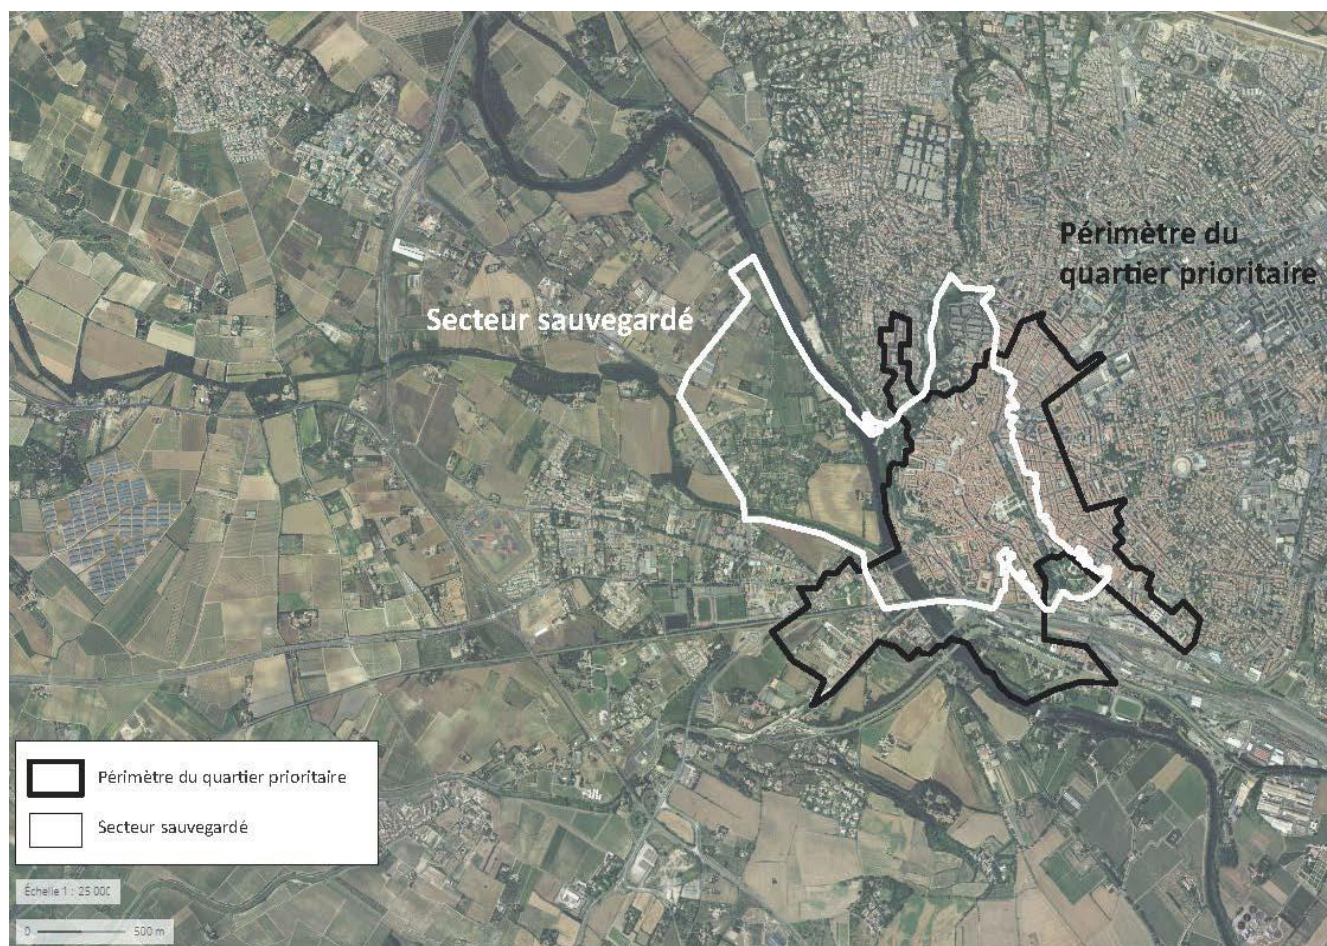 Périmètre du
quartier prioritaire
Secteur sauvegardé
Périmètre du quartier prioritaire
Secteur sauvegardé
Échelle 1 : 25 000
0 500 m